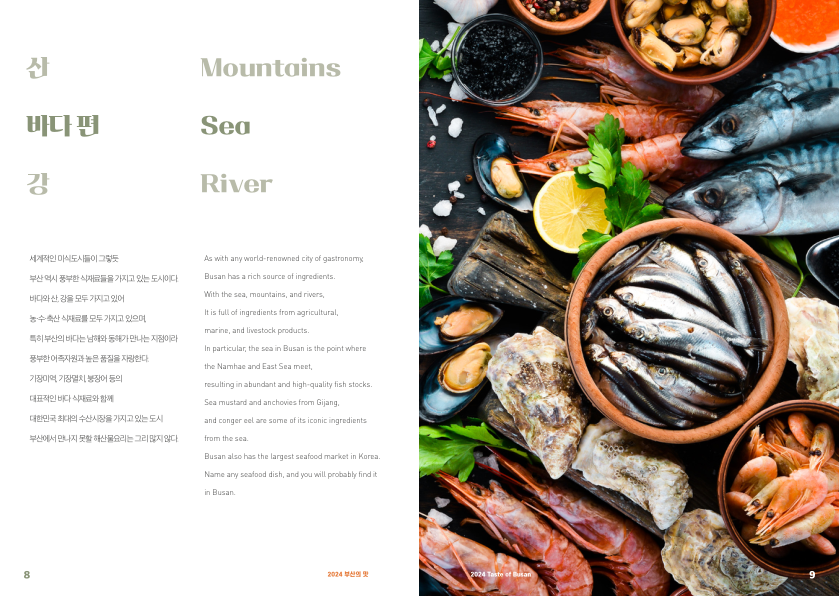 산
바다 편
강
Mountains
Sea
River
세계적인 미식도시들이 그렇듯
부산 역시 풍부한 식재료들을 가지고 있는 도시이다.
바다와 산, 강을 모두 가지고 있어
농·수·축산 식재료를 모두 가지고 있으며,
특히 부산의 바다는 남해와 동해가 만나는 지점이라
풍부한 어족자원과 높은 품질을 자랑한다.
기장미역, 기장멸치, 붕장어 등의
대표적인 바다 식재료와 함께
대한민국 최대의 수산시장을 가지고 있는 도시
부산에서 만나지 못할 해산물요리는 그리 많지 않다.
As with any world-renowned city of gastronomy,
Busan has a rich source of ingredients.
With the sea, mountains, and rivers,
It is full of ingredients from agricultural,
marine, and livestock products.
In particular, the sea in Busan is the point where
the Namhae and East Sea meet,
resulting in abundant and high-quality fish stocks.
Sea mustard and anchovies from Gijang,
and conger eel are some of its iconic ingredients
from the sea.
Busan also has the largest seafood market in Korea.
Name any seafood dish, and you will probably find it
in Busan.
8
2024 부산의 맛
2024 Taste of Busan
9